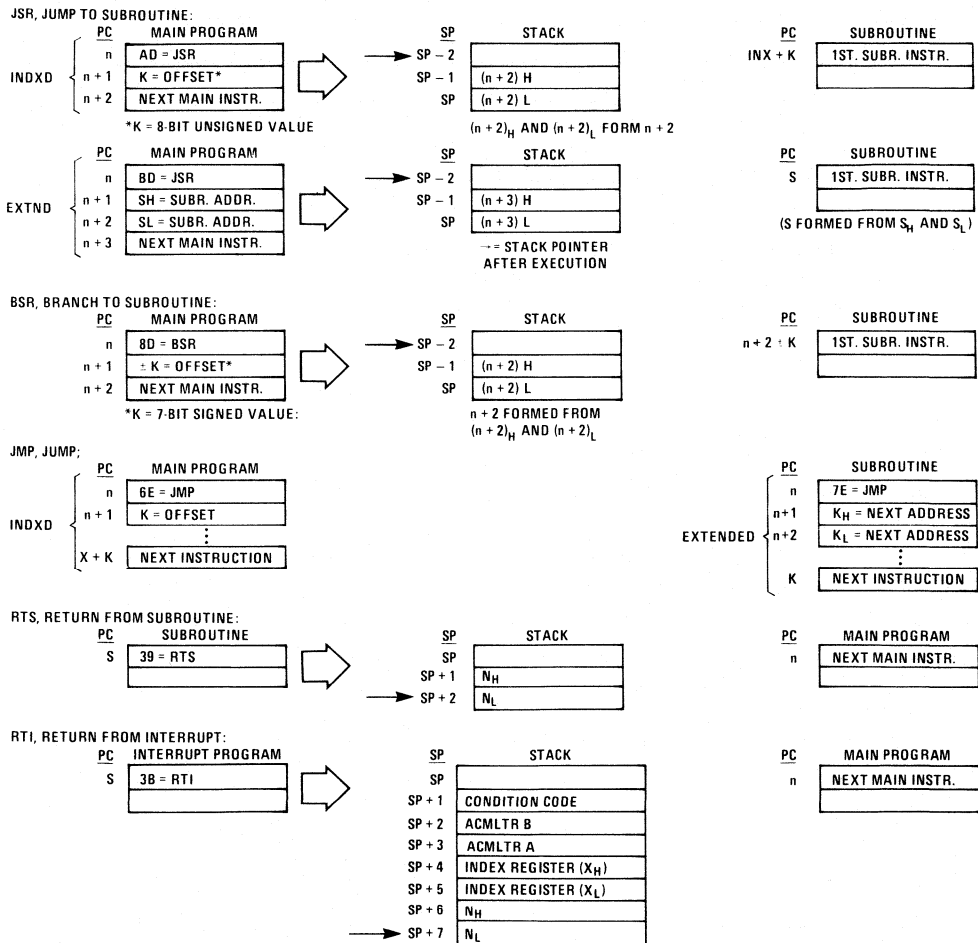 JSR, JUMP TO SUBROUTINE:
PC MAIN PROGRAM SP STACK PC SUBROUTINE
n AD = JSR SP – 2 INX + K 1ST. SUBR. INSTR.
INDXD n + 1 K = OFFSET* SP – 1 (n + 2) H
n + 2 NEXT MAIN INSTR. SP (n + 2) L
*K = 8-BIT UNSIGNED VALUE (n + 2)H AND (n + 2)L FORM n + 2
PC MAIN PROGRAM SP STACK PC SUBROUTINE
n BD = JSR SP – 2 S 1ST. SUBR. INSTR.
EXTND n + 1 SH = SUBR. ADDR. SP – 1 (n + 3) H
n + 2 SL = SUBR. ADDR. SP (n + 3) L (S FORMED FROM SH AND SL)
n + 3 NEXT MAIN INSTR. → = STACK POINTER
AFTER EXECUTION
BSR, BRANCH TO SUBROUTINE:
PC MAIN PROGRAM SP STACK PC SUBROUTINE
n 8D = BSR SP – 2 n + 2 ± K 1ST. SUBR. INSTR.
n + 1 ± K = OFFSET* SP – 1 (n + 2) H
n + 2 NEXT MAIN INSTR. SP (n + 2) L
*K = 7-BIT SIGNED VALUE: n + 2 FORMED FROM
(n + 2)H AND (n + 2)L
JMP, JUMP;
PC MAIN PROGRAM PC SUBROUTINE
n 6E = JMP n 7E = JMP
INDXD n + 1 K = OFFSET n+1 KH = NEXT ADDRESS
EXTENDED n+2 KL = NEXT ADDRESS
X + K NEXT INSTRUCTION
K NEXT INSTRUCTION
RTS, RETURN FROM SUBROUTINE:
PC SUBROUTINE SP STACK PC MAIN PROGRAM
S 39 = RTS SP n NEXT MAIN INSTR.
SP + 1 NH
SP + 2 NL
RTI, RETURN FROM INTERRUPT:
PC INTERRUPT PROGRAM SP STACK PC MAIN PROGRAM
S 3B = RTI SP n NEXT MAIN INSTR.
SP + 1 CONDITION CODE
SP + 2 ACMLTR B
SP + 3 ACMLTR A
SP + 4 INDEX REGISTER (XH)
SP + 5 INDEX REGISTER (XL)
SP + 6 NH
SP + 7 NL